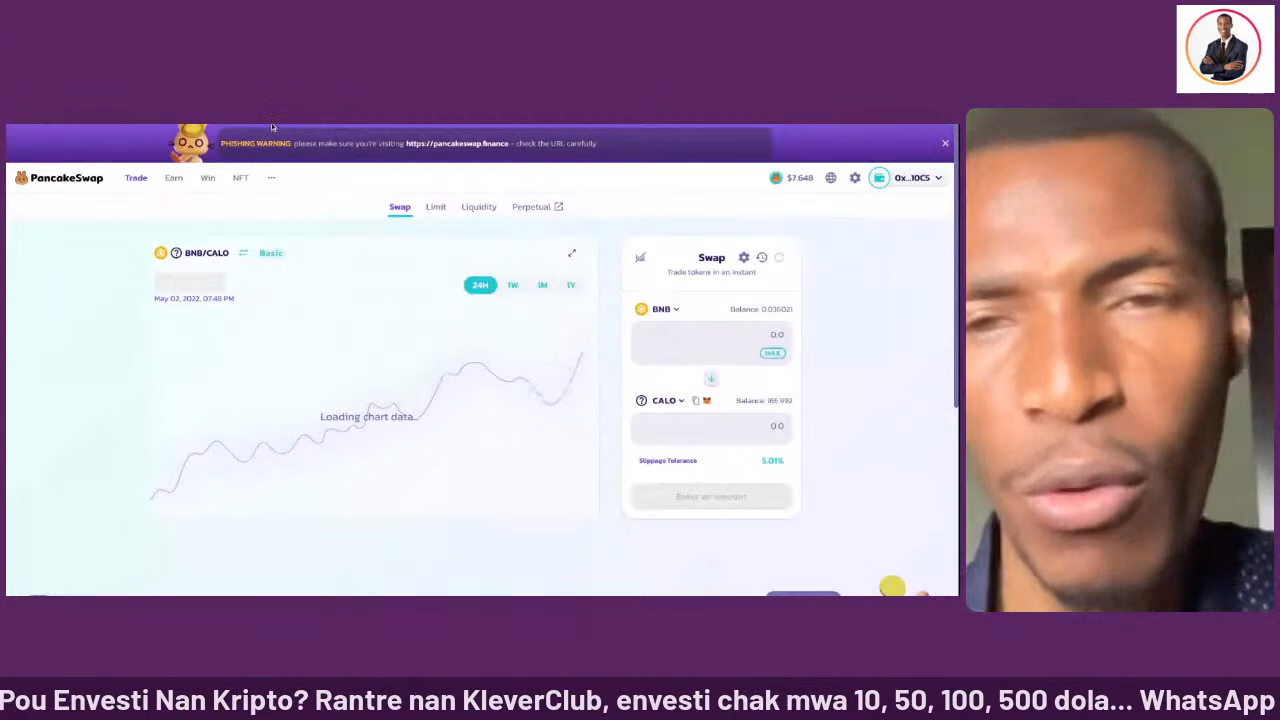 PHISHING WARNING: please make sure you're visiting https://pancakeswap.finance - check the URL carefully.
PancakeSwap Trade Earn Win NFT ... $7.648 0x...10C5
Swap Limit Liquidity Perpetual
BNB/CALO Basic
May 02, 2022, 07:48 PM
24H 1W 1M 1Y
Loading chart data...
Swap
Trade tokens in an instant
BNB Balance: 0.036021
0.0
MAX
CALO Balance: 166.992
0.0
Slippage Tolerance 5.01%
Enter an amount
Pou Envesti Nan Kripto? Rantre nan KleverClub, envesti chak mwa 10, 50, 100, 500 dola... WhatsApp